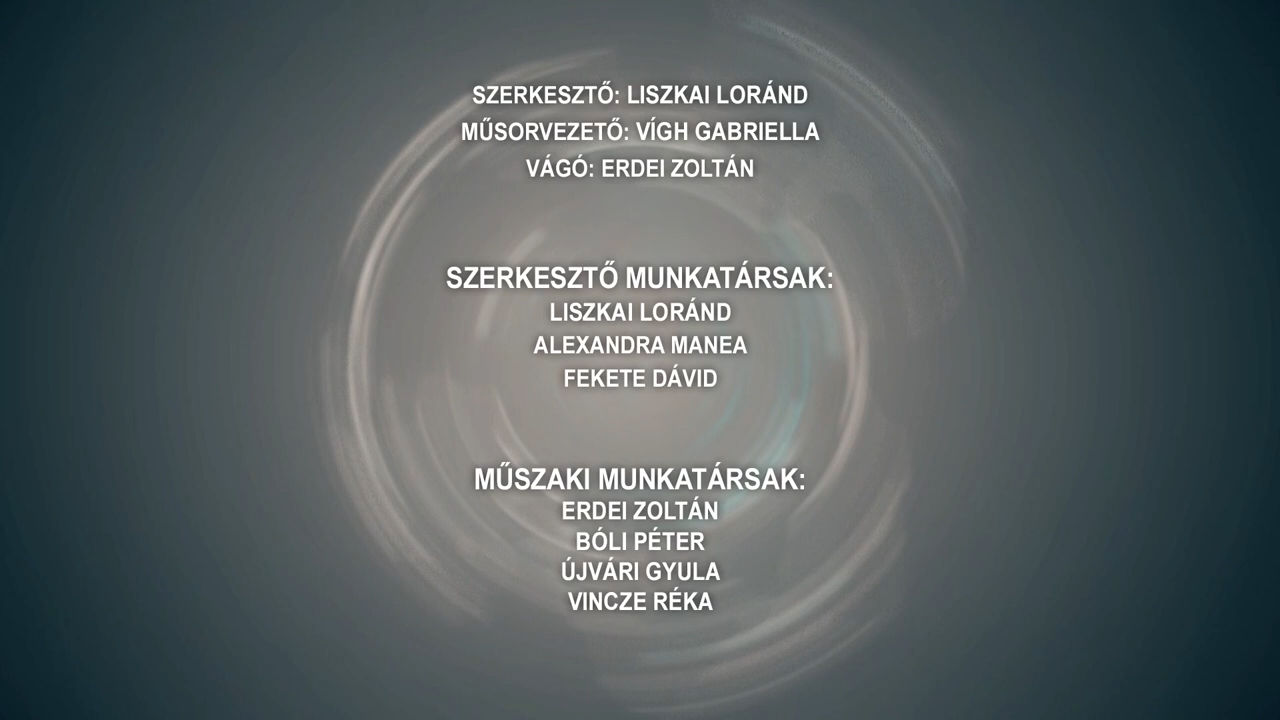 SZERKESZTŐ: LISZKAI LORÁND
MŰSORVEZETŐ: VÍGH GABRIELLA
VÁGÓ: ERDEI ZOLTÁN
SZERKESZTŐ MUNKATÁRSAK:
LISZKAI LORÁND
ALEXANDRA MANEA
FEKETE DÁVID
MŰSZAKI MUNKATÁRSAK:
ERDEI ZOLTÁN
BÓLI PÉTER
ÚJVÁRI GYULA
VINCZE RÉKA